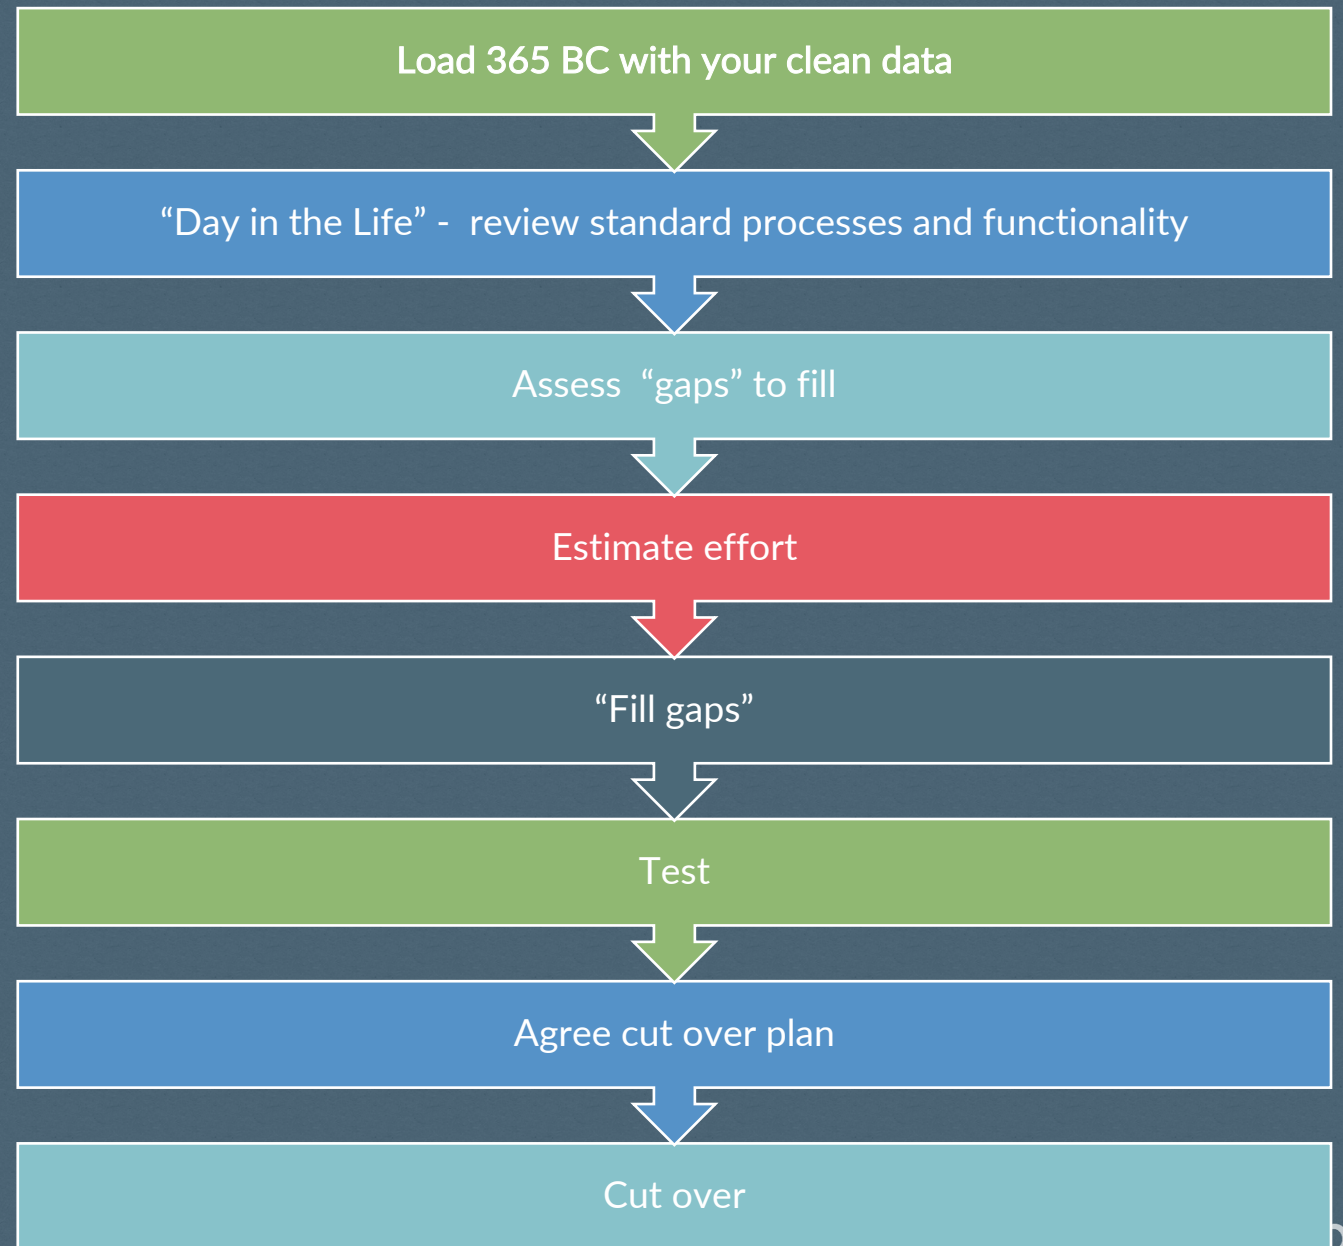 Load 365 BC with your clean data
“Day in the Life” -  review standard processes and functionality
Assess  “gaps” to fill
Estimate effort
“Fill gaps”
Test
Agree cut over plan
Cut over